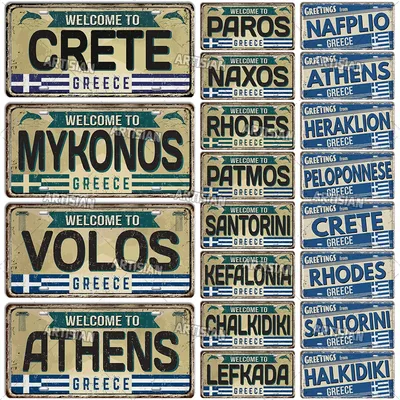 WELCOME TO
CRETE
GREECE
WELCOME TO
MYKONOS
GREECE
WELCOME TO
VOLOS
GREECE
WELCOME TO
ATHENS
GREECE
WELCOME TO
PAROS
GREECE
WELCOME TO
NAXOS
GREECE
WELCOME TO
RHODES
GREECE
WELCOME TO
PATMOS
GREECE
WELCOME TO
SANTORINI
GREECE
WELCOME TO
KEFALONIA
GREECE
WELCOME TO
CHALKIDIKI
GREECE
WELCOME TO
LEFKADA
GREECE
GREETINGS from
NAFPLIO
GREECE
GREETINGS from
ATHENS
GREECE
GREETINGS from
HERAKLION
GREECE
GREETINGS from
PELOPONNESE
GREECE
GREETINGS from
CRETE
GREECE
GREETINGS from
RHODES
GREECE
GREETINGS from
SANTORINI
GREECE
GREETINGS from
HALKIDIKI
GREECE
ARTISIAN